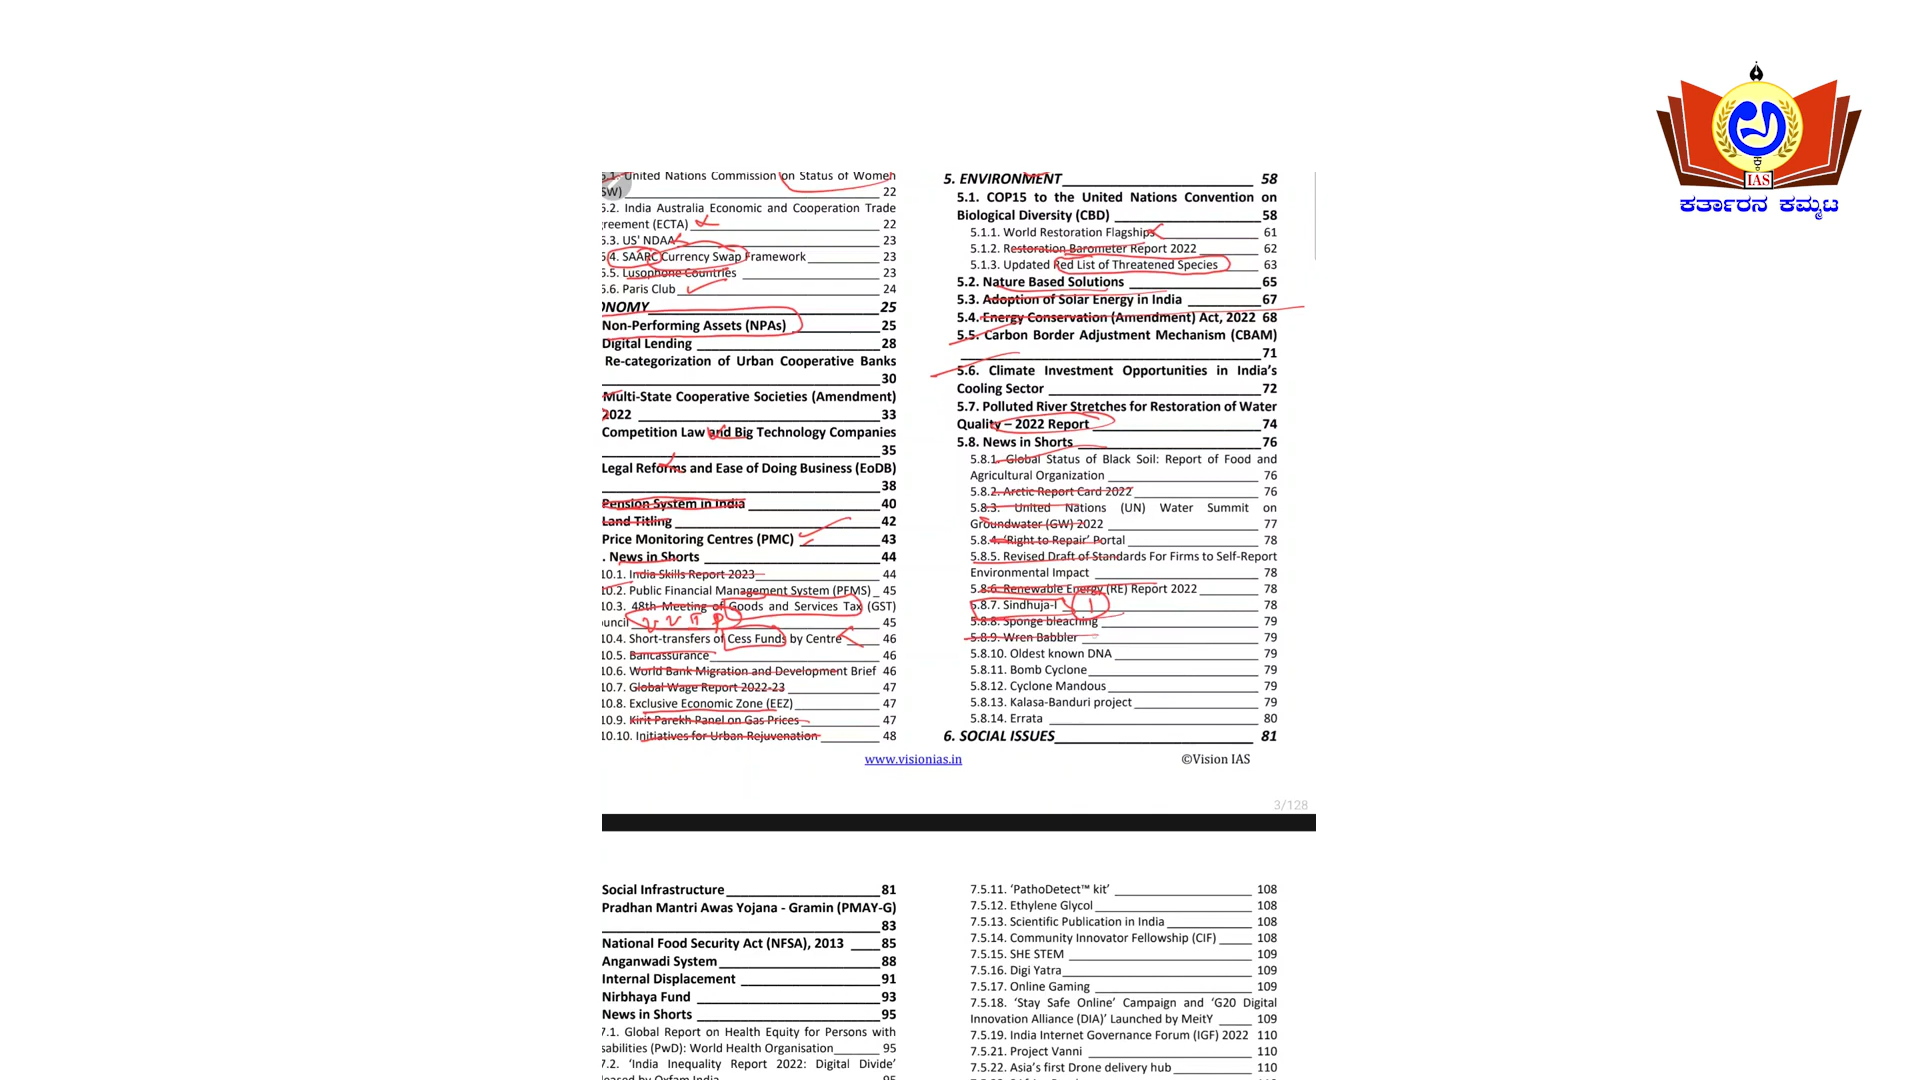 5.1. United Nations Commission on Status of Women
SW) 22
5.2. India Australia Economic and Cooperation Trade
reement (ECTA) 22
5.3. US' NDAA 23
5.4. SAARC Currency Swap Framework 23
5.5. Lusophone Countries 23
5.6. Paris Club 24
ONOMY 25
Non-Performing Assets (NPAs) 25
Digital Lending 28
Re-categorization of Urban Cooperative Banks
30
Multi-State Cooperative Societies (Amendment)
2022 33
Competition Law and Big Technology Companies
35
Legal Reforms and Ease of Doing Business (EoDB)
38
Pension System in India 40
Land Titling 42
Price Monitoring Centres (PMC) 43
. News in Shorts 44
10.1. India Skills Report 2023 44
10.2. Public Financial Management System (PFMS) _ 45
10.3. 48th Meeting of Goods and Services Tax (GST)
ouncil 45
10.4. Short-transfers of Cess Funds by Centre 46
10.5. Bancassurance 46
10.6. World Bank Migration and Development Brief 46
10.7. Global Wage Report 2022-23 47
10.8. Exclusive Economic Zone (EEZ) 47
10.9. Kirit Parekh Panel on Gas Prices 47
10.10. Initiatives for Urban Rejuvenation 48
5. ENVIRONMENT 58
5.1. COP15 to the United Nations Convention on
Biological Diversity (CBD) 58
5.1.1. World Restoration Flagships 61
5.1.2. Restoration Barometer Report 2022 62
5.1.3. Updated Red List of Threatened Species 63
5.2. Nature Based Solutions 65
5.3. Adoption of Solar Energy in India 67
5.4. Energy Conservation (Amendment) Act, 2022 68
5.5. Carbon Border Adjustment Mechanism (CBAM)
71
5.6. Climate Investment Opportunities in India's
Cooling Sector 72
5.7. Polluted River Stretches for Restoration of Water
Quality – 2022 Report 74
5.8. News in Shorts 76
5.8.1. Global Status of Black Soil: Report of Food and
Agricultural Organization 76
5.8.2. Arctic Report Card 2022 76
5.8.3. United Nations (UN) Water Summit on
Groundwater (GW) 2022 77
5.8.4. 'Right to Repair' Portal 78
5.8.5. Revised Draft of Standards For Firms to Self-Report
Environmental Impact 78
5.8.6. Renewable Energy (RE) Report 2022 78
5.8.7. Sindhuja-I 78
5.8.8. Sponge bleaching 79
5.8.9. Wren Babbler 79
5.8.10. Oldest known DNA 79
5.8.11. Bomb Cyclone 79
5.8.12. Cyclone Mandous 79
5.8.13. Kalasa-Banduri project 79
5.8.14. Errata 80
6. SOCIAL ISSUES 81
www.visionias.in ©Vision IAS
3/128
Social Infrastructure 81
Pradhan Mantri Awas Yojana - Gramin (PMAY-G)
83
National Food Security Act (NFSA), 2013 85
Anganwadi System 88
Internal Displacement 91
Nirbhaya Fund 93
News in Shorts 95
7.1. Global Report on Health Equity for Persons with
sabilities (PwD): World Health Organisation 95
7.2. 'India Inequality Report 2022: Digital Divide'
7.5.11. 'PathoDetect™ kit' 108
7.5.12. Ethylene Glycol 108
7.5.13. Scientific Publication in India 108
7.5.14. Community Innovator Fellowship (CIF) 108
7.5.15. SHE STEM 109
7.5.16. Digi Yatra 109
7.5.17. Online Gaming 109
7.5.18. 'Stay Safe Online' Campaign and 'G20 Digital
Innovation Alliance (DIA)' Launched by MeitY 109
7.5.19. India Internet Governance Forum (IGF) 2022 110
7.5.21. Project Vanni 110
7.5.22. Asia's first Drone delivery hub 110
IAS
ಕರ್ತಾರನ ಕಮ್ಮಟ